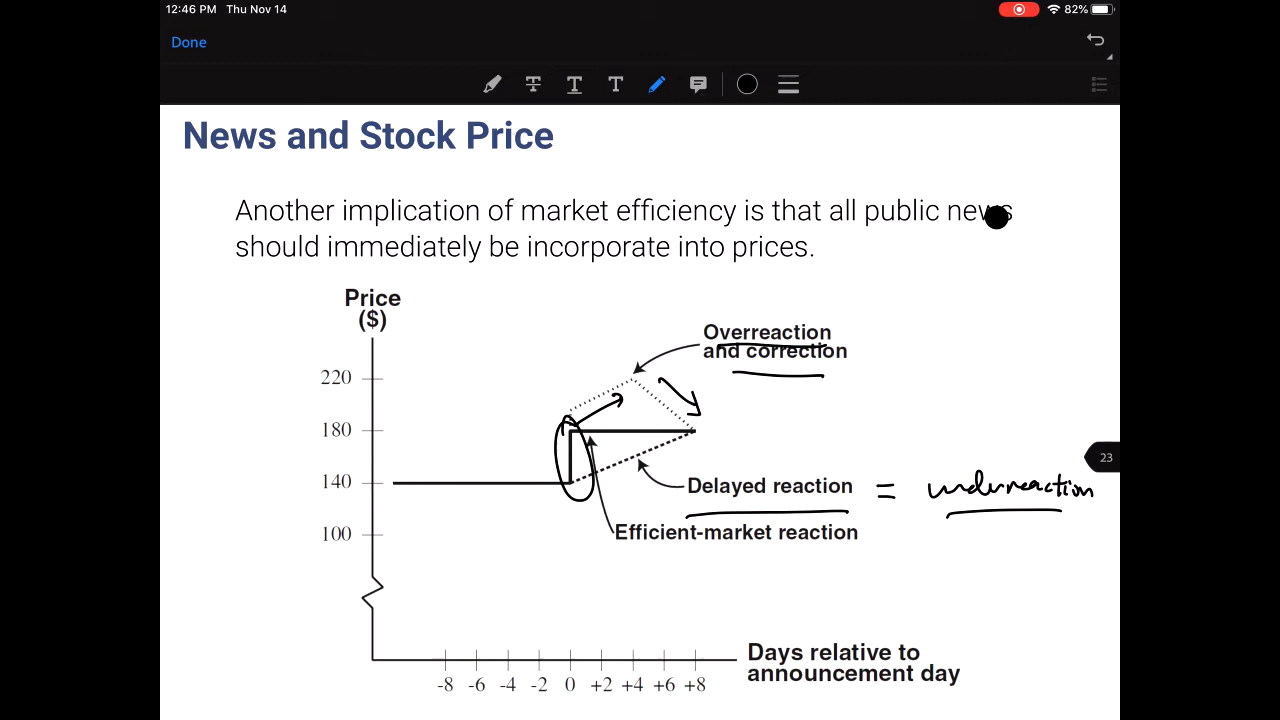 12:46 PM Thu Nov 14
82%
Done
T T T
News and Stock Price
Another implication of market efficiency is that all public news
should immediately be incorporate into prices.
Price
($)
Overreaction
and correction
220
180
140
100
23
Delayed reaction = underreaction
Efficient-market reaction
Days relative to
announcement day
-8 -6 -4 -2 0 +2 +4 +6 +8